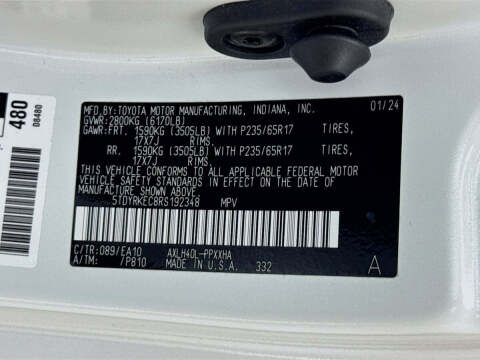 480
D8480
MFD.BY:TOYOTA MOTOR MANUFACTURING, INDIANA, INC. 01/24
GVWR:2800KG (6170LB)
GAWR:FRT. 1590KG (3505LB) WITH P235/65R17 TIRES,
17X7J RIMS.
RR. 1590KG (3505LB) WITH P235/65R17 TIRES,
17X7J RIMS.
THIS VEHICLE CONFORMS TO ALL APPLICABLE FEDERAL MOTOR
VEHICLE SAFETY STANDARDS IN EFFECT ON THE DATE OF
MANUFACTURE SHOWN ABOVE.
5TDYRKEC8RS192348 MPV
C/TR:089/EA10 AXLH40L-PPXXHA
A/TM: /P810 MADE IN U.S.A. 332 A